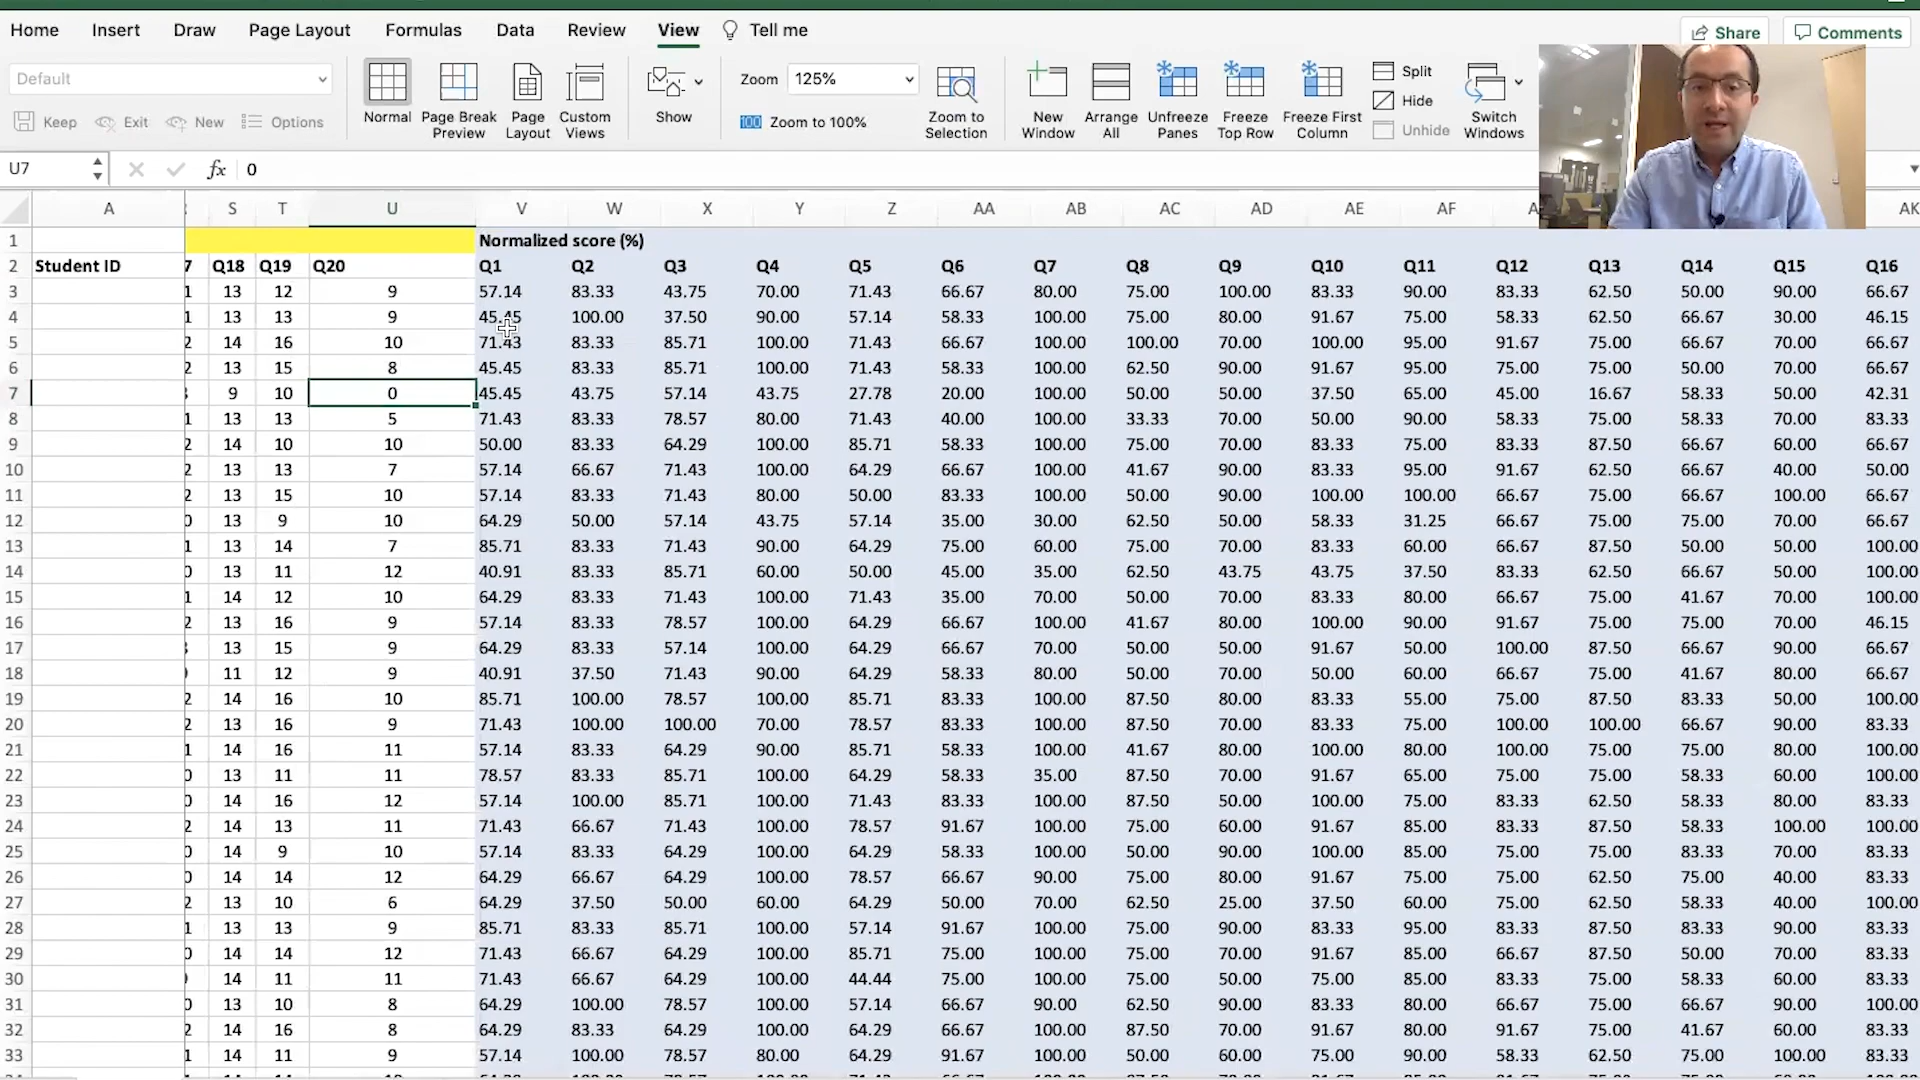 Home Insert Draw Page Layout Formulas Data Review View Tell me Share Comments
Default Zoom 125% Split
Hide
Keep Exit New Options Normal Page Break Preview Page Layout Custom Views Show Zoom to 100% Zoom to Selection New Window Arrange All Unfreeze Panes Freeze Top Row Freeze First Column Unhide Switch Windows
U7 fx 0
A S T U V W X Y Z AA AB AC AD AE AF AK
1 Normalized score (%)
2 Student ID 7 Q18 Q19 Q20 Q1 Q2 Q3 Q4 Q5 Q6 Q7 Q8 Q9 Q10 Q11 Q12 Q13 Q14 Q15 Q16
3 1 13 12 9 57.14 83.33 43.75 70.00 71.43 66.67 80.00 75.00 100.00 83.33 90.00 83.33 62.50 50.00 90.00 66.67
4 1 13 13 9 45.45 100.00 37.50 90.00 57.14 58.33 100.00 75.00 80.00 91.67 75.00 58.33 62.50 66.67 30.00 46.15
5 2 14 16 10 71.43 83.33 85.71 100.00 71.43 66.67 100.00 100.00 70.00 100.00 95.00 91.67 75.00 66.67 70.00 66.67
6 2 13 15 8 45.45 83.33 85.71 100.00 71.43 58.33 100.00 62.50 90.00 91.67 95.00 75.00 75.00 50.00 70.00 66.67
7 9 10 0 45.45 43.75 57.14 43.75 27.78 20.00 100.00 50.00 50.00 37.50 65.00 45.00 16.67 58.33 50.00 42.31
8 1 13 13 5 71.43 83.33 78.57 80.00 71.43 40.00 100.00 33.33 70.00 50.00 90.00 58.33 75.00 58.33 70.00 83.33
9 2 14 10 10 50.00 83.33 64.29 100.00 85.71 58.33 100.00 75.00 70.00 83.33 75.00 83.33 87.50 66.67 60.00 66.67
10 2 13 13 7 57.14 66.67 71.43 100.00 64.29 66.67 100.00 41.67 90.00 83.33 95.00 91.67 62.50 66.67 40.00 50.00
11 2 13 15 10 57.14 83.33 71.43 80.00 50.00 83.33 100.00 50.00 90.00 100.00 100.00 66.67 75.00 66.67 100.00 66.67
12 0 13 9 10 64.29 50.00 57.14 43.75 57.14 35.00 30.00 62.50 50.00 58.33 31.25 66.67 75.00 75.00 70.00 66.67
13 1 13 14 7 85.71 83.33 71.43 90.00 64.29 75.00 60.00 75.00 70.00 83.33 60.00 66.67 87.50 50.00 50.00 100.00
14 0 13 11 12 40.91 83.33 85.71 60.00 50.00 45.00 35.00 62.50 43.75 43.75 37.50 83.33 62.50 66.67 50.00 100.00
15 1 14 12 10 64.29 83.33 71.43 100.00 71.43 35.00 70.00 50.00 70.00 83.33 80.00 66.67 75.00 41.67 70.00 100.00
16 2 13 16 9 57.14 83.33 78.57 100.00 64.29 66.67 100.00 41.67 80.00 100.00 90.00 91.67 75.00 75.00 70.00 46.15
17 13 15 9 64.29 83.33 57.14 100.00 64.29 66.67 70.00 50.00 50.00 91.67 50.00 100.00 87.50 66.67 90.00 66.67
18 11 12 9 40.91 37.50 71.43 90.00 64.29 58.33 80.00 50.00 70.00 50.00 60.00 66.67 75.00 41.67 80.00 66.67
19 2 14 16 10 85.71 100.00 78.57 100.00 85.71 66.67 100.00 87.50 80.00 83.33 55.00 75.00 87.50 83.33 50.00 100.00
20 2 13 16 9 71.43 100.00 100.00 70.00 78.57 83.33 100.00 87.50 70.00 83.33 75.00 100.00 100.00 66.67 90.00 83.33
21 1 14 16 11 57.14 83.33 64.29 90.00 85.71 58.33 100.00 41.67 80.00 100.00 80.00 100.00 75.00 75.00 80.00 100.00
22 0 13 11 11 78.57 83.33 85.71 100.00 64.29 58.33 35.00 87.50 70.00 91.67 65.00 75.00 75.00 58.33 60.00 100.00
23 0 14 16 12 57.14 100.00 85.71 100.00 71.43 83.33 100.00 87.50 50.00 100.00 75.00 83.33 62.50 58.33 80.00 83.33
24 2 14 13 11 71.43 66.67 71.43 100.00 78.57 91.67 100.00 75.00 60.00 91.67 85.00 83.33 87.50 58.33 100.00 100.00
25 0 14 9 10 57.14 83.33 64.29 100.00 64.29 58.33 100.00 50.00 90.00 100.00 85.00 75.00 75.00 83.33 70.00 83.33
26 0 14 14 12 64.29 66.67 64.29 100.00 78.57 66.67 90.00 75.00 80.00 91.67 75.00 75.00 62.50 75.00 40.00 83.33
27 2 13 10 6 64.29 37.50 50.00 60.00 64.29 50.00 70.00 62.50 25.00 37.50 60.00 75.00 62.50 58.33 40.00 100.00
28 1 13 13 9 85.71 83.33 85.71 100.00 57.14 91.67 100.00 75.00 90.00 83.33 95.00 83.33 87.50 83.33 90.00 83.33
29 0 14 14 12 71.43 66.67 64.29 100.00 85.71 75.00 100.00 75.00 70.00 91.67 85.00 66.67 87.50 50.00 70.00 83.33
30 14 11 11 71.43 66.67 64.29 100.00 44.44 75.00 100.00 75.00 50.00 75.00 85.00 83.33 75.00 58.33 60.00 83.33
31 0 13 10 8 64.29 100.00 78.57 100.00 57.14 66.67 90.00 62.50 90.00 83.33 80.00 66.67 75.00 66.67 90.00 100.00
32 2 14 16 8 64.29 83.33 64.29 100.00 64.29 66.67 100.00 87.50 70.00 91.67 80.00 91.67 75.00 41.67 60.00 83.33
33 1 14 11 9 57.14 100.00 78.57 80.00 64.29 91.67 100.00 50.00 60.00 75.00 90.00 58.33 62.50 75.00 100.00 83.33